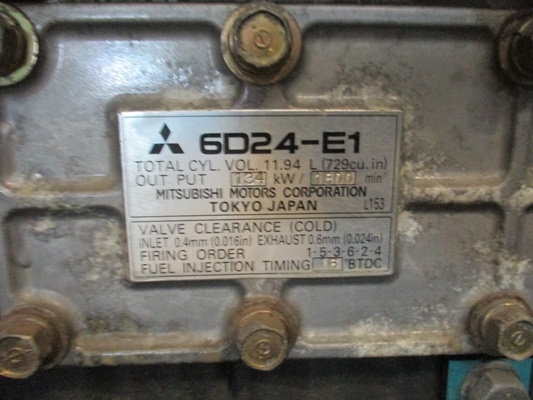 6D24-E1
TOTAL CYL. VOL. 11.94 L (729cu.in)
OUT PUT 134 kW/ 1800 min⁻¹
MITSUBISHI MOTORS CORPORATION
TOKYO JAPAN L153
VALVE CLEARANCE (COLD)
INLET 0.4mm (0.016in) EXHAUST 0.6mm (0.024in)
FIRING ORDER 1-5-3-6-2-4
FUEL INJECTION TIMING 6°BTDC